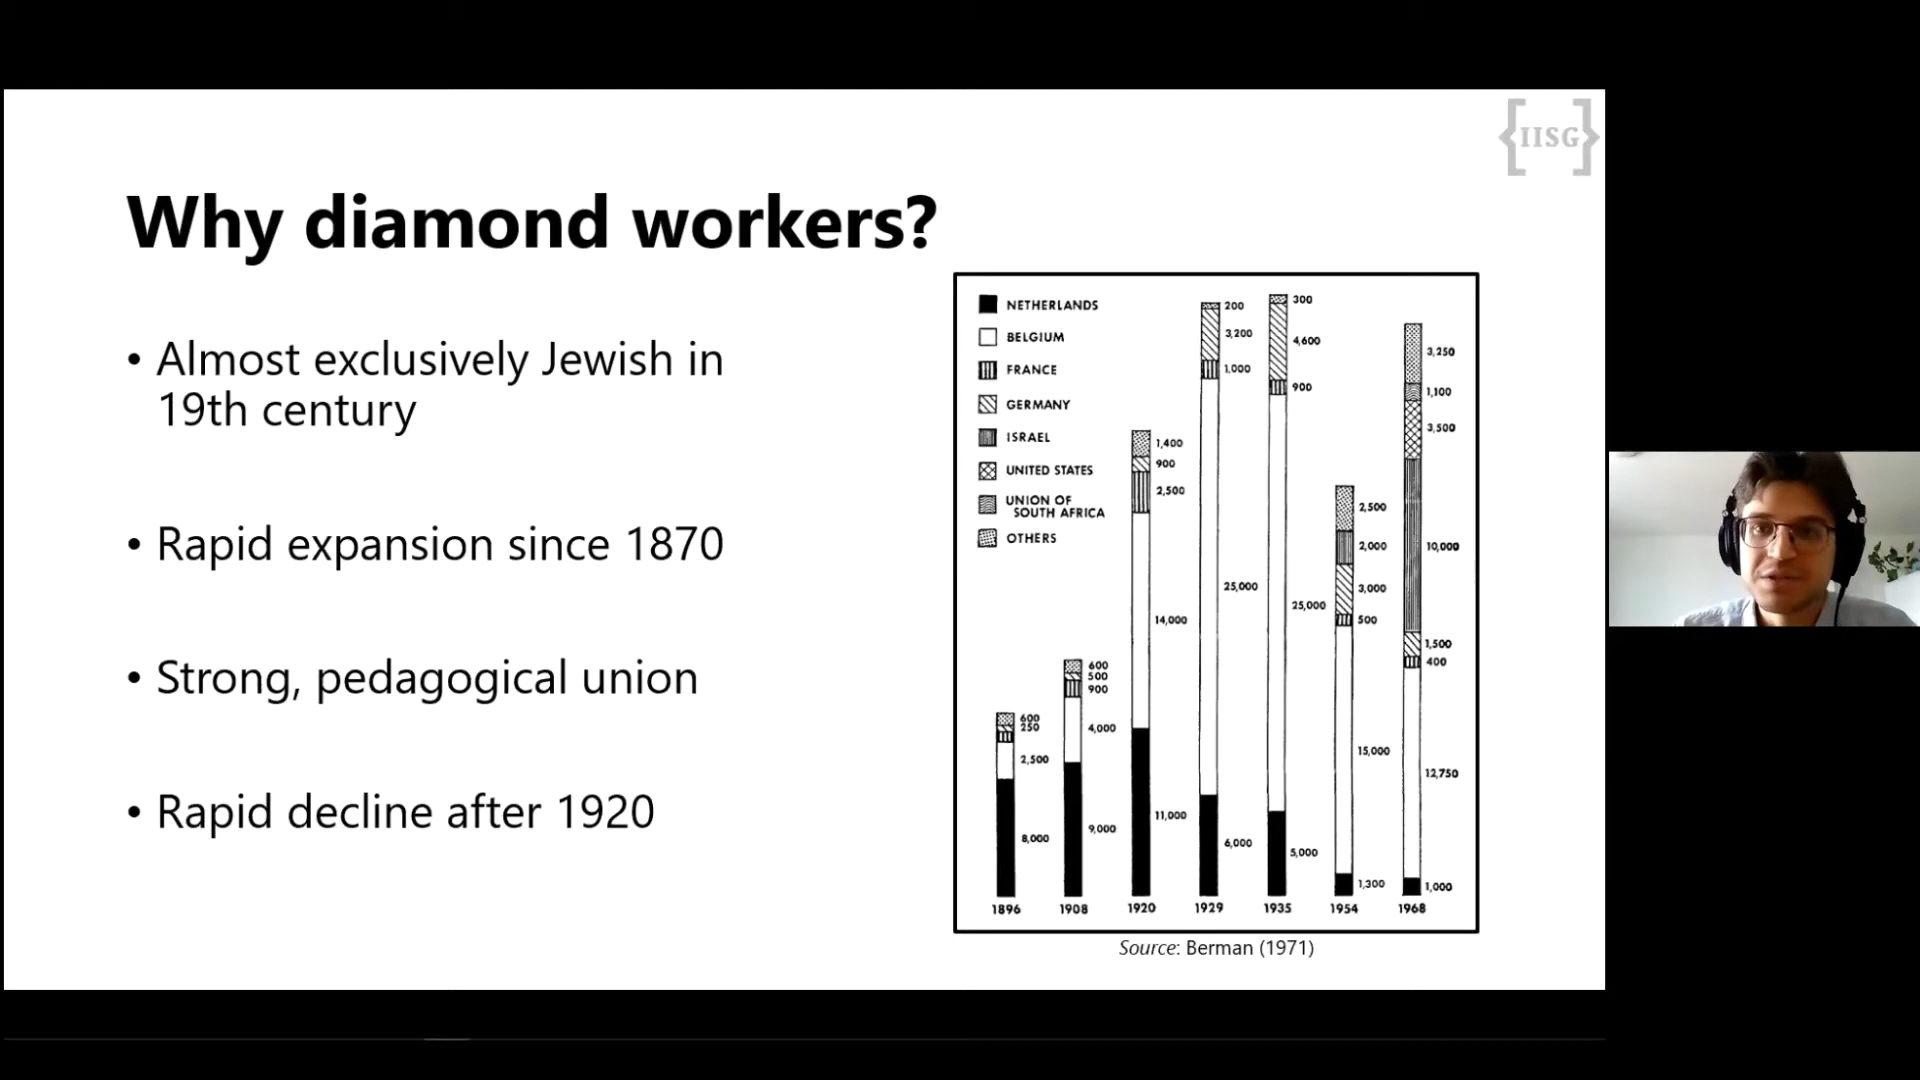 IISG
Why diamond workers?
• Almost exclusively Jewish in
19th century
• Rapid expansion since 1870
• Strong, pedagogical union
• Rapid decline after 1920
NETHERLANDS
BELGIUM
FRANCE
GERMANY
ISRAEL
UNITED STATES
UNION OF
SOUTH AFRICA
OTHERS
600
250
2,500
8,000
1896
600
500
900
4,000
9,000
1908
1,400
900
2,500
14,000
11,000
1920
200
3,200
1,000
25,000
6,000
1929
300
4,600
900
25,000
5,000
1935
2,500
2,000
3,000
500
15,000
1,300
1954
3,250
1,100
3,500
10,000
1,500
400
12,750
1,000
1968
Source: Berman (1971)